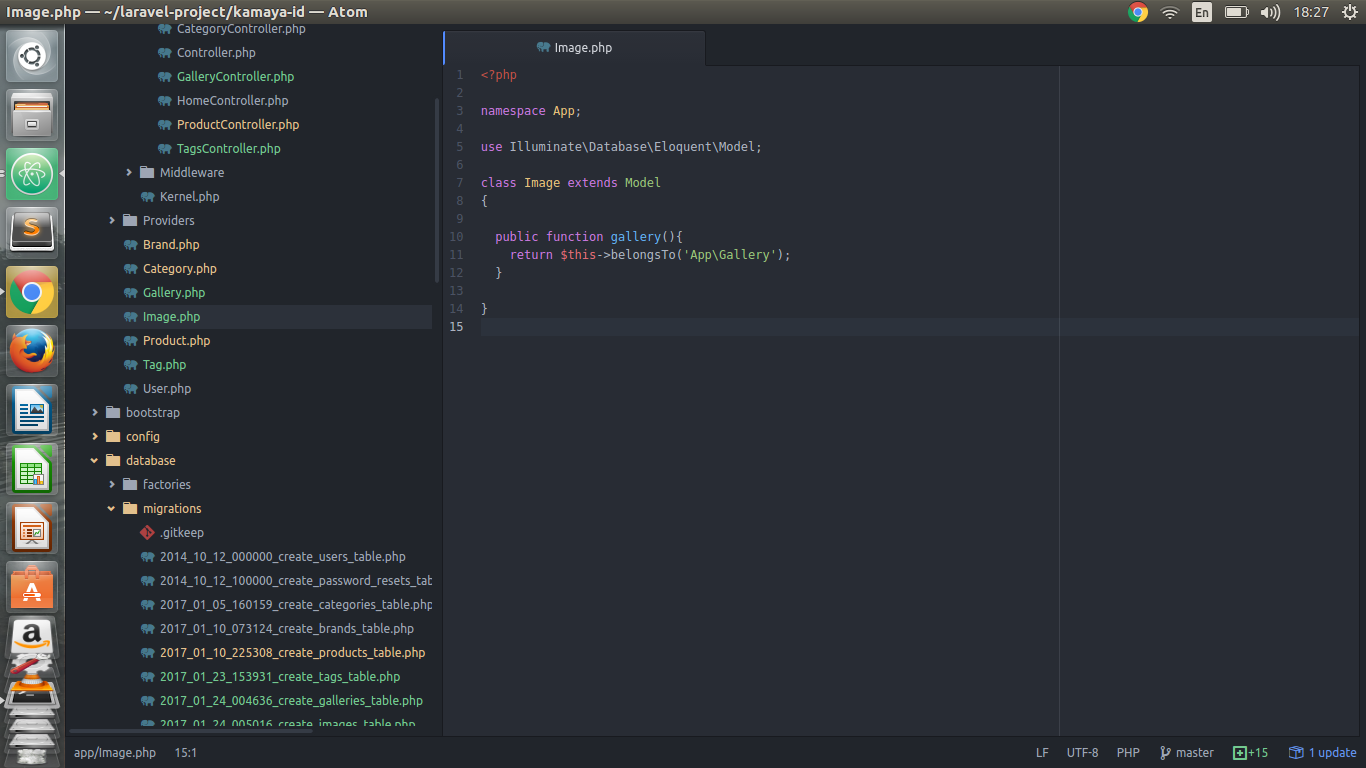 Image.php — ~/laravel-project/kamaya-id — Atom
En
18:27
CategoryController.php
Controller.php
GalleryController.php
HomeController.php
ProductController.php
TagsController.php
Middleware
Kernel.php
Providers
Brand.php
Category.php
Gallery.php
Image.php
Product.php
Tag.php
User.php
bootstrap
config
database
factories
migrations
.gitkeep
2014_10_12_000000_create_users_table.php
2014_10_12_100000_create_password_resets_tab
2017_01_05_160159_create_categories_table.php
2017_01_10_073124_create_brands_table.php
2017_01_10_225308_create_products_table.php
2017_01_23_153931_create_tags_table.php
2017_01_24_004636_create_galleries_table.php
2017_01_24_005016_create_images_table.php
Image.php
1 <?php
2
3 namespace App;
4
5 use Illuminate\Database\Eloquent\Model;
6
7 class Image extends Model
8 {
9
10 public function gallery(){
11 return $this->belongsTo('App\Gallery');
12 }
13
14 }
15
app/Image.php 15:1
LF UTF-8 PHP master +15 1 update
S
A
a